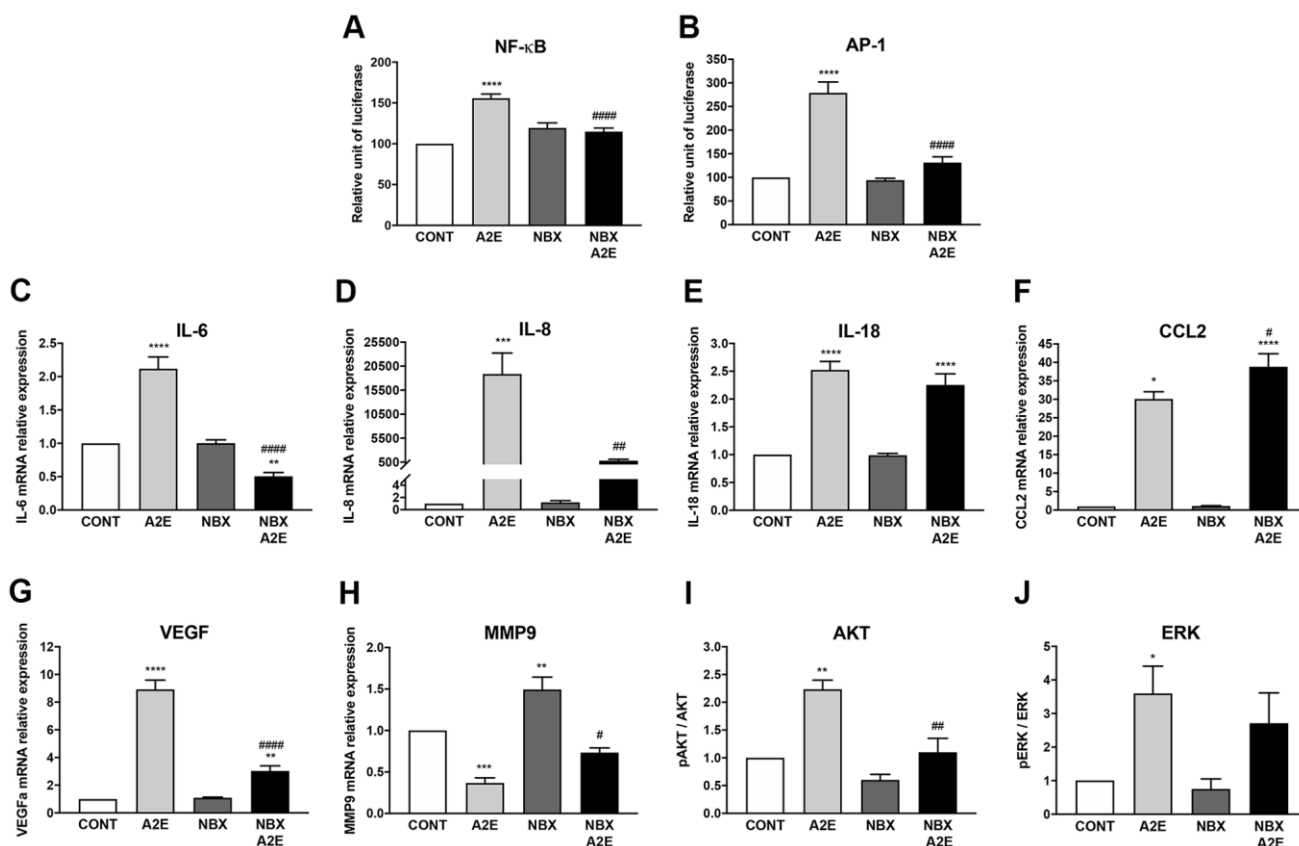 A
NF-κB
Relative unit of luciferase
200
150
100
50
0
****
####
CONT
A2E
NBX
NBX
A2E
B
AP-1
Relative unit of luciferase
350
300
250
200
150
100
50
0
****
####
CONT
A2E
NBX
NBX
A2E
C
IL-6
IL-6 mRNA relative expression
2.5
2.0
1.5
1.0
0.5
0.0
****
####
**
CONT
A2E
NBX
NBX
A2E
D
IL-8
IL-8 mRNA relative expression
25500
20500
15500
10500
5500
500
4
2
0
***
##
CONT
A2E
NBX
NBX
A2E
E
IL-18
IL-18 mRNA relative expression
3.0
2.5
2.0
1.5
1.0
0.5
0.0
****
****
CONT
A2E
NBX
NBX
A2E
F
CCL2
CCL2 mRNA relative expression
45
40
35
30
25
20
15
10
5
0
*
#
****
CONT
A2E
NBX
NBX
A2E
G
VEGF
VEGFa mRNA relative expression
12
10
8
6
4
2
0
****
####
**
CONT
A2E
NBX
NBX
A2E
H
MMP9
MMP9 mRNA relative expression
2.0
1.5
1.0
0.5
0.0
***
**
#
CONT
A2E
NBX
NBX
A2E
I
AKT
pAKT / AKT
3.0
2.5
2.0
1.5
1.0
0.5
0.0
**
##
CONT
A2E
NBX
NBX
A2E
J
ERK
pERK / ERK
5
4
3
2
1
0
*
CONT
A2E
NBX
NBX
A2E